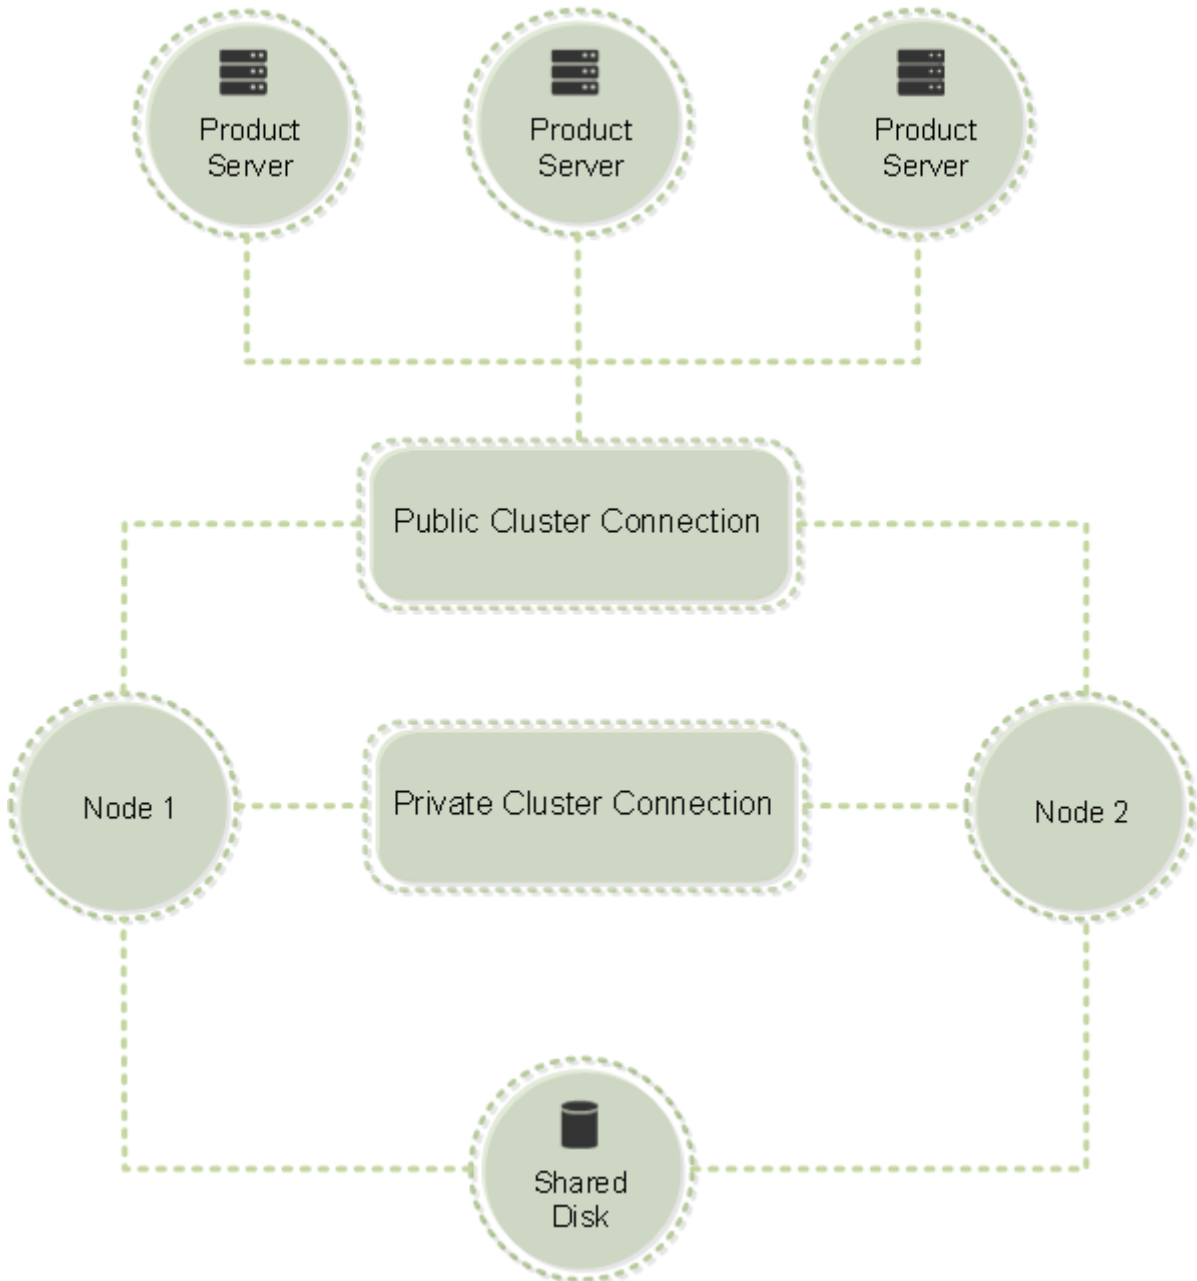 Product
Server
Product
Server
Product
Server
Public Cluster Connection
Node 1
Private Cluster Connection
Node 2
Shared
Disk